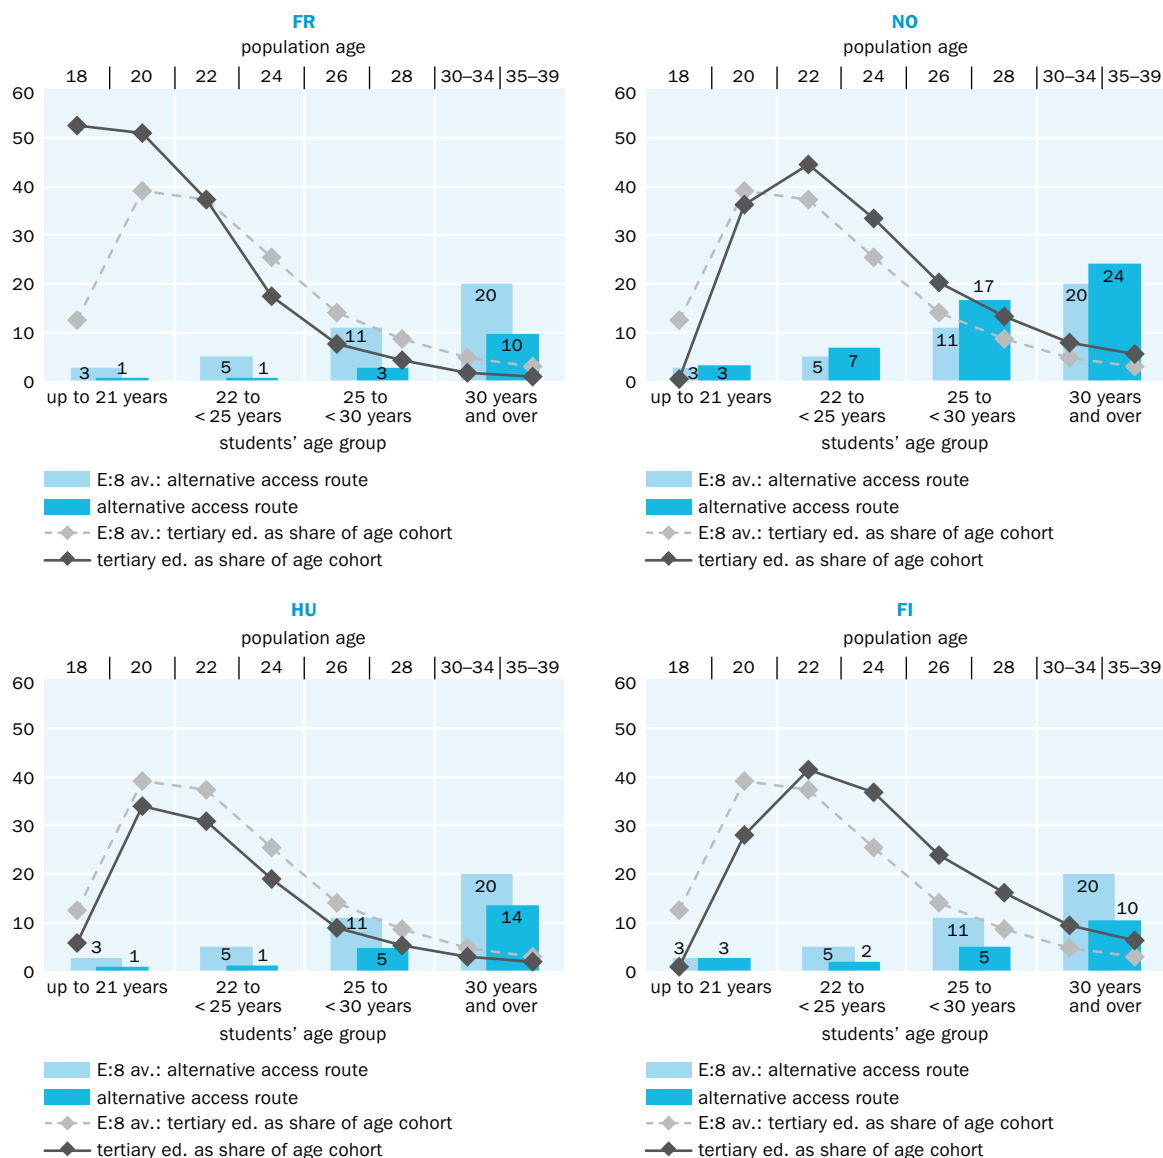 FR
population age
18 20 22 24 26 28 30–34 35–39
60
50
40
30
20
10
0
3 1 5 1 11 3 20 10
up to 21 years 22 to 25 to 30 years
< 25 years < 30 years and over
students’ age group
E:8 av.: alternative access route
alternative access route
E:8 av.: tertiary ed. as share of age cohort
tertiary ed. as share of age cohort
NO
population age
18 20 22 24 26 28 30–34 35–39
60
50
40
30
20
10
0
3 3 5 7 11 17 20 24
up to 21 years 22 to 25 to 30 years
< 25 years < 30 years and over
students’ age group
E:8 av.: alternative access route
alternative access route
E:8 av.: tertiary ed. as share of age cohort
tertiary ed. as share of age cohort
HU
population age
18 20 22 24 26 28 30–34 35–39
60
50
40
30
20
10
0
3 1 5 1 11 5 20 14
up to 21 years 22 to 25 to 30 years
< 25 years < 30 years and over
students’ age group
E:8 av.: alternative access route
alternative access route
E:8 av.: tertiary ed. as share of age cohort
tertiary ed. as share of age cohort
FI
population age
18 20 22 24 26 28 30–34 35–39
60
50
40
30
20
10
0
3 3 5 2 11 5 20 10
up to 21 years 22 to 25 to 30 years
< 25 years < 30 years and over
students’ age group
E:8 av.: alternative access route
alternative access route
E:8 av.: tertiary ed. as share of age cohort
tertiary ed. as share of age cohort